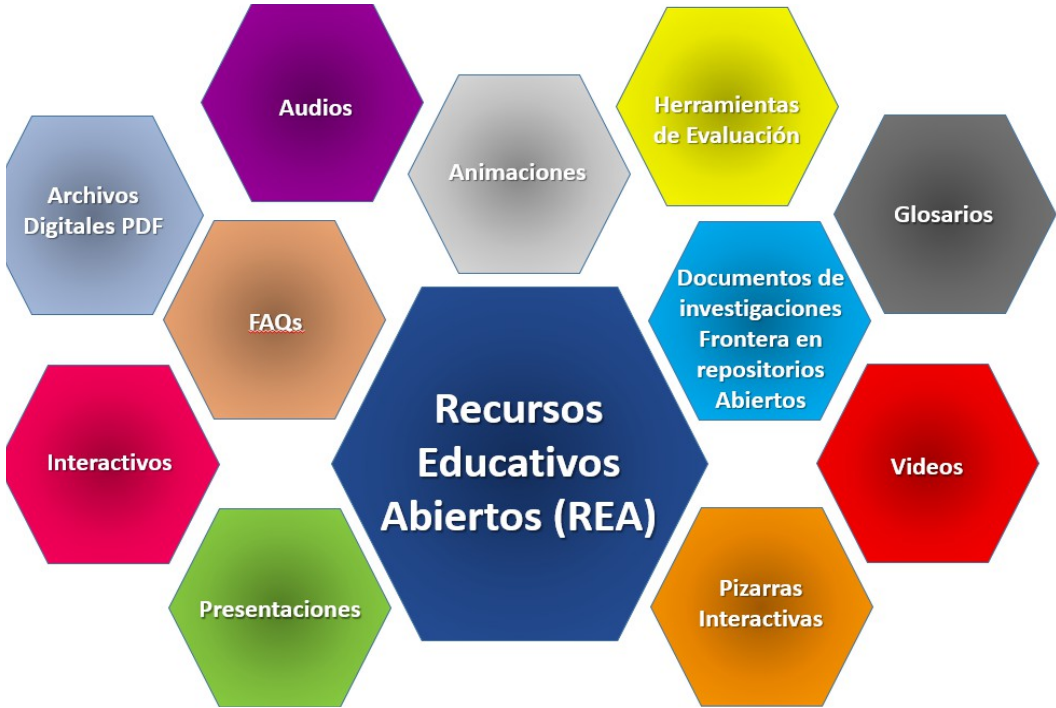 Audios
Herramientas
de Evaluación
Animaciones
Archivos
Digitales PDF
Glosarios
FAQs
Documentos de
investigaciones
Frontera en
repositorios
Abiertos
Recursos
Educativos
Abiertos (REA)
Interactivos
Videos
Presentaciones
Pizarras
Interactivas